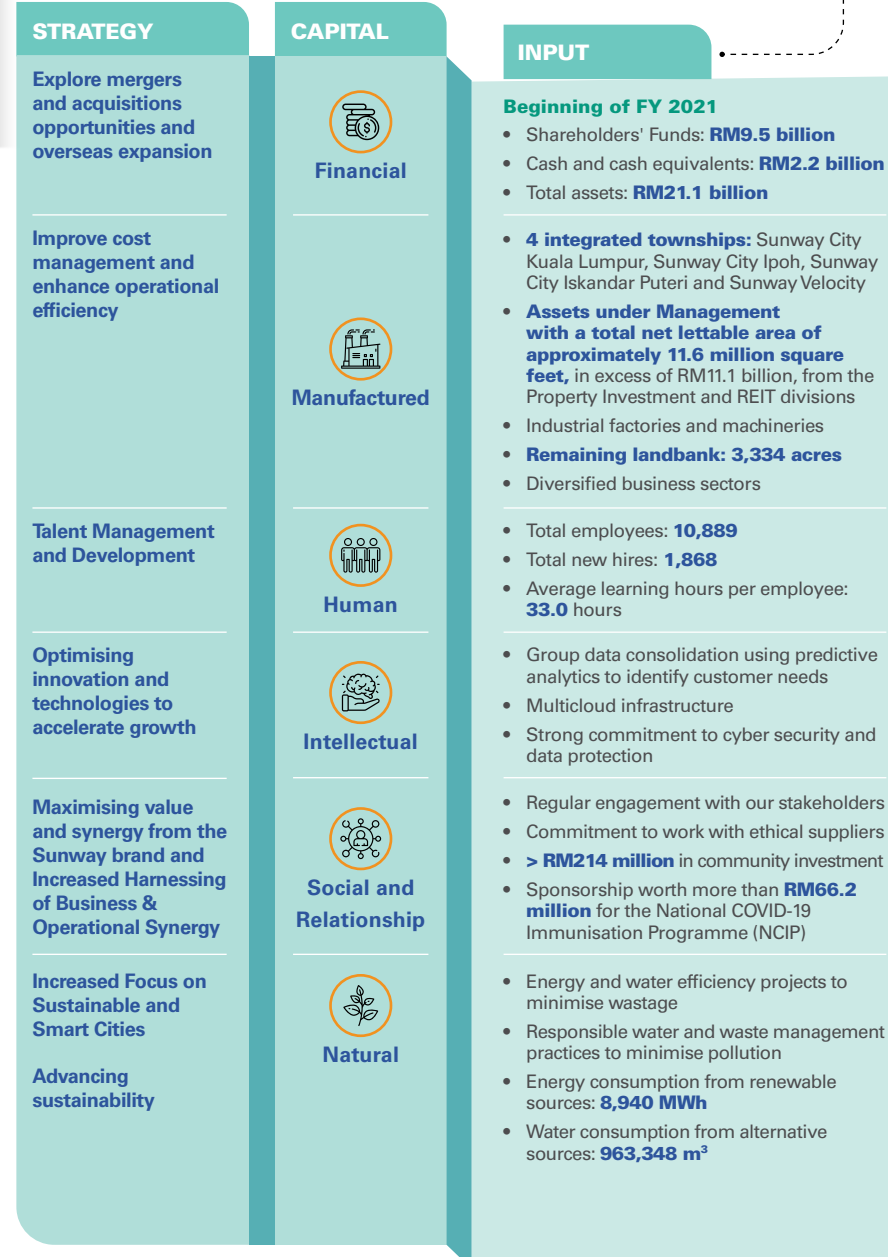 STRATEGY
CAPITAL
INPUT
Explore mergers
and acquisitions
opportunities and
overseas expansion
Financial
Beginning of FY 2021
• Shareholders' Funds: RM9.5 billion
• Cash and cash equivalents: RM2.2 billion
• Total assets: RM21.1 billion
Improve cost
management and
enhance operational
efficiency
Manufactured
• 4 integrated townships: Sunway City
Kuala Lumpur, Sunway City Ipoh, Sunway
City Iskandar Puteri and Sunway Velocity
• Assets under Management
with a total net lettable area of
approximately 11.6 million square
feet, in excess of RM11.1 billion, from the
Property Investment and REIT divisions
• Industrial factories and machineries
• Remaining landbank: 3,334 acres
• Diversified business sectors
Talent Management
and Development
Human
• Total employees: 10,889
• Total new hires: 1,868
• Average learning hours per employee:
33.0 hours
Optimising
innovation and
technologies to
accelerate growth
Intellectual
• Group data consolidation using predictive
analytics to identify customer needs
• Multicloud infrastructure
• Strong commitment to cyber security and
data protection
Maximising value
and synergy from the
Sunway brand and
Increased Harnessing
of Business &
Operational Synergy
Social and
Relationship
• Regular engagement with our stakeholders
• Commitment to work with ethical suppliers
• > RM214 million in community investment
• Sponsorship worth more than RM66.2
million for the National COVID-19
Immunisation Programme (NCIP)
Increased Focus on
Sustainable and
Smart Cities
Advancing
sustainability
Natural
• Energy and water efficiency projects to
minimise wastage
• Responsible water and waste management
practices to minimise pollution
• Energy consumption from renewable
sources: 8,940 MWh
• Water consumption from alternative
sources: 963,348 m³